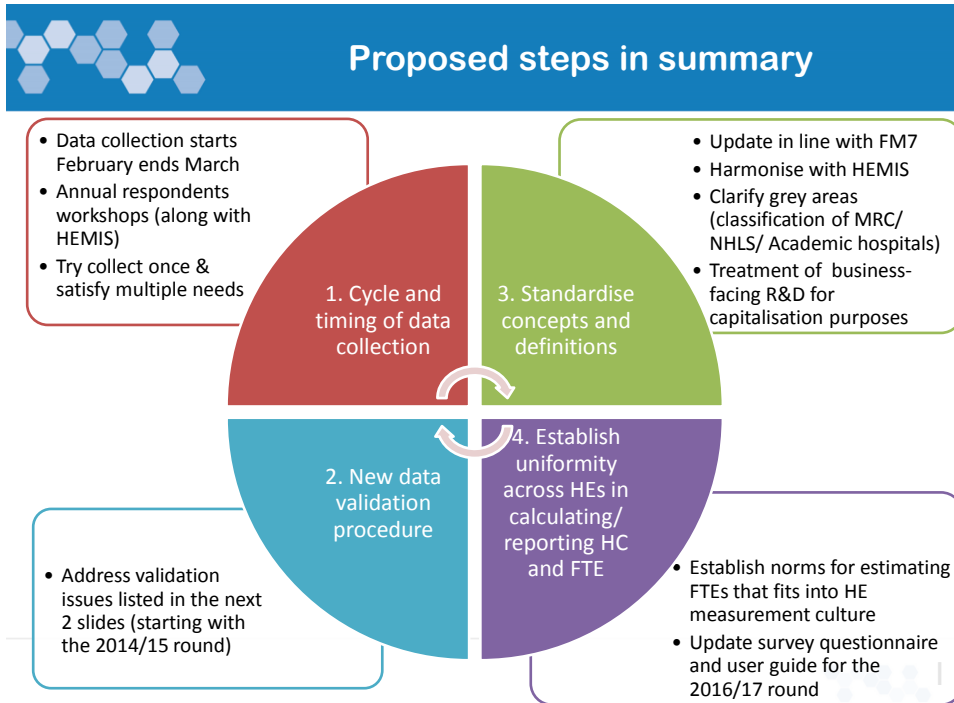 Proposed steps in summary
• Data collection starts
February ends March
• Annual respondents
workshops (along with
HEMIS)
• Try collect once &
satisfy multiple needs
1. Cycle and
timing of data
collection
• Update in line with FM7
• Harmonise with HEMIS
• Clarify grey areas
(classification of MRC/
NHLS/ Academic hospitals)
• Treatment of business-
facing R&D for
capitalisation purposes
3. Standardise
concepts and
definitions
2. New data
validation
procedure
• Address validation
issues listed in the next
2 slides (starting with
the 2014/15 round)
4. Establish
uniformity
across HEs in
calculating/
reporting HC
and FTE
• Establish norms for estimating
FTEs that fits into HE
measurement culture
• Update survey questionnaire
and user guide for the
2016/17 round